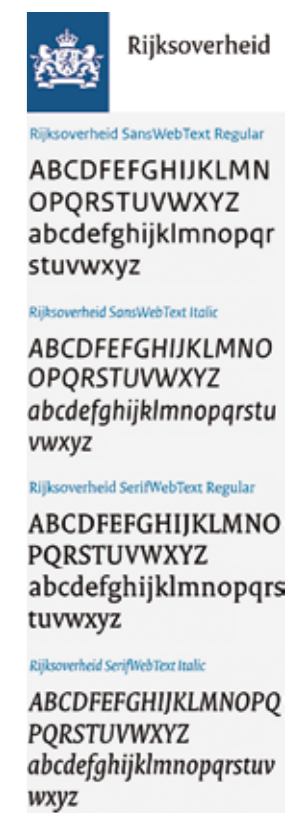 Rijksoverheid
Rijksoverheid SansWebText Regular
ABCDFEFGHIJKLMN
OPQRSTUVWXYZ
abcdefghijklmnopqr
stuvwxyz
Rijksoverheid SansWebText Italic
ABCDFEFGHIJKLMNO
OPQRSTUVWXYZ
abcdefghijklmnopqrstu
vwxyz
Rijksoverheid SerifWebText Regular
ABCDFEFGHIJKLMNO
PQRSTUVWXYZ
abcdefghijklmnopqrs
tuvwxyz
Rijksoverheid SerifWebText Italic
ABCDFEFGHIJKLMNOPQ
PQRSTUVWXYZ
abcdefghijklmnopqrstuv
wxyz